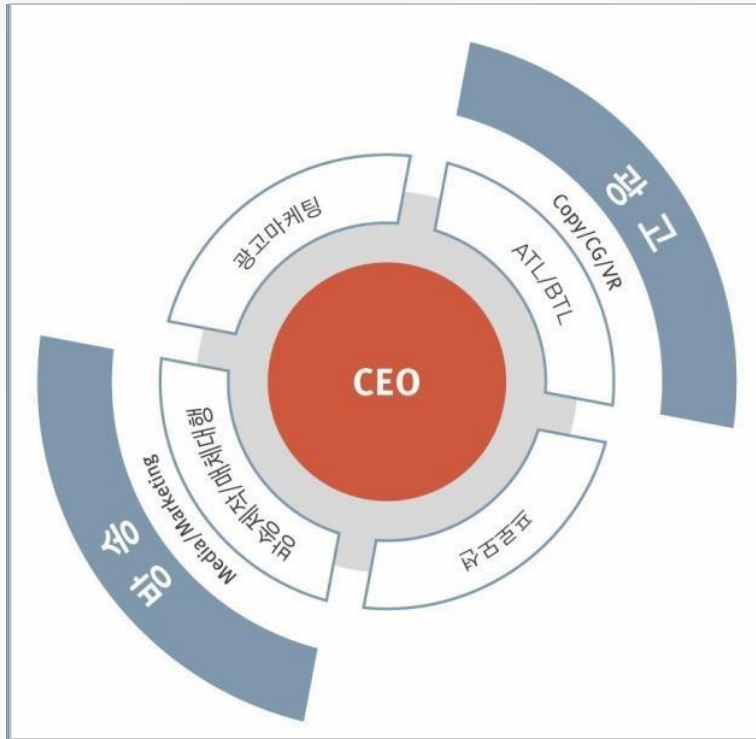 광고
Copy/CG/VR
ATL/BTL
광고마케팅
CEO
방송제작/매체대행
Media/Marketing
방송
프로모션